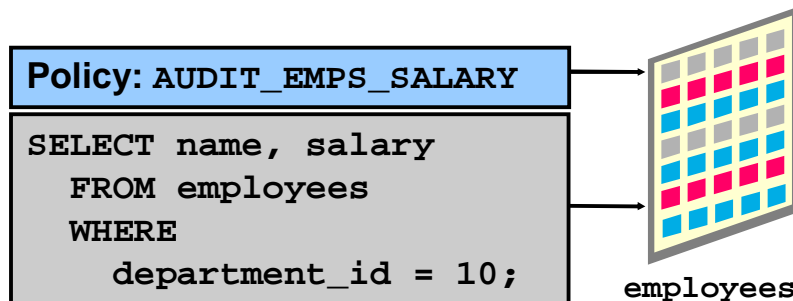 Policy: AUDIT_EMPS_SALARY
SELECT name, salary
FROM employees
WHERE
department_id = 10;
employees